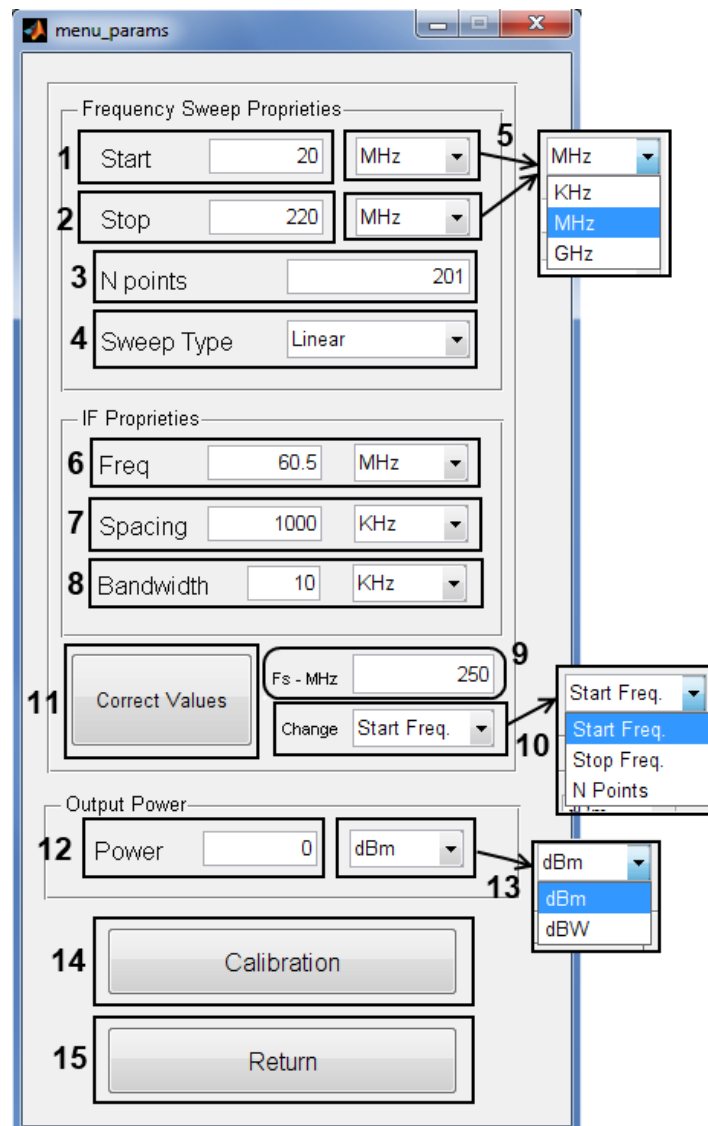 menu_params
Frequency Sweep Proprieties
1 Start 20 MHz 5 MHz
KHz
MHz
GHz
2 Stop 220 MHz
3 N points 201
4 Sweep Type Linear
IF Proprieties
6 Freq 60.5 MHz
7 Spacing 1000 KHz
8 Bandwidth 10 KHz
9
Fs - MHz 250
11 Correct Values
Change Start Freq. 10 Start Freq.
Start Freq.
Stop Freq.
N Points
Output Power
12 Power 0 dBm 13 dBm
dBm
dBW
14 Calibration
15 Return